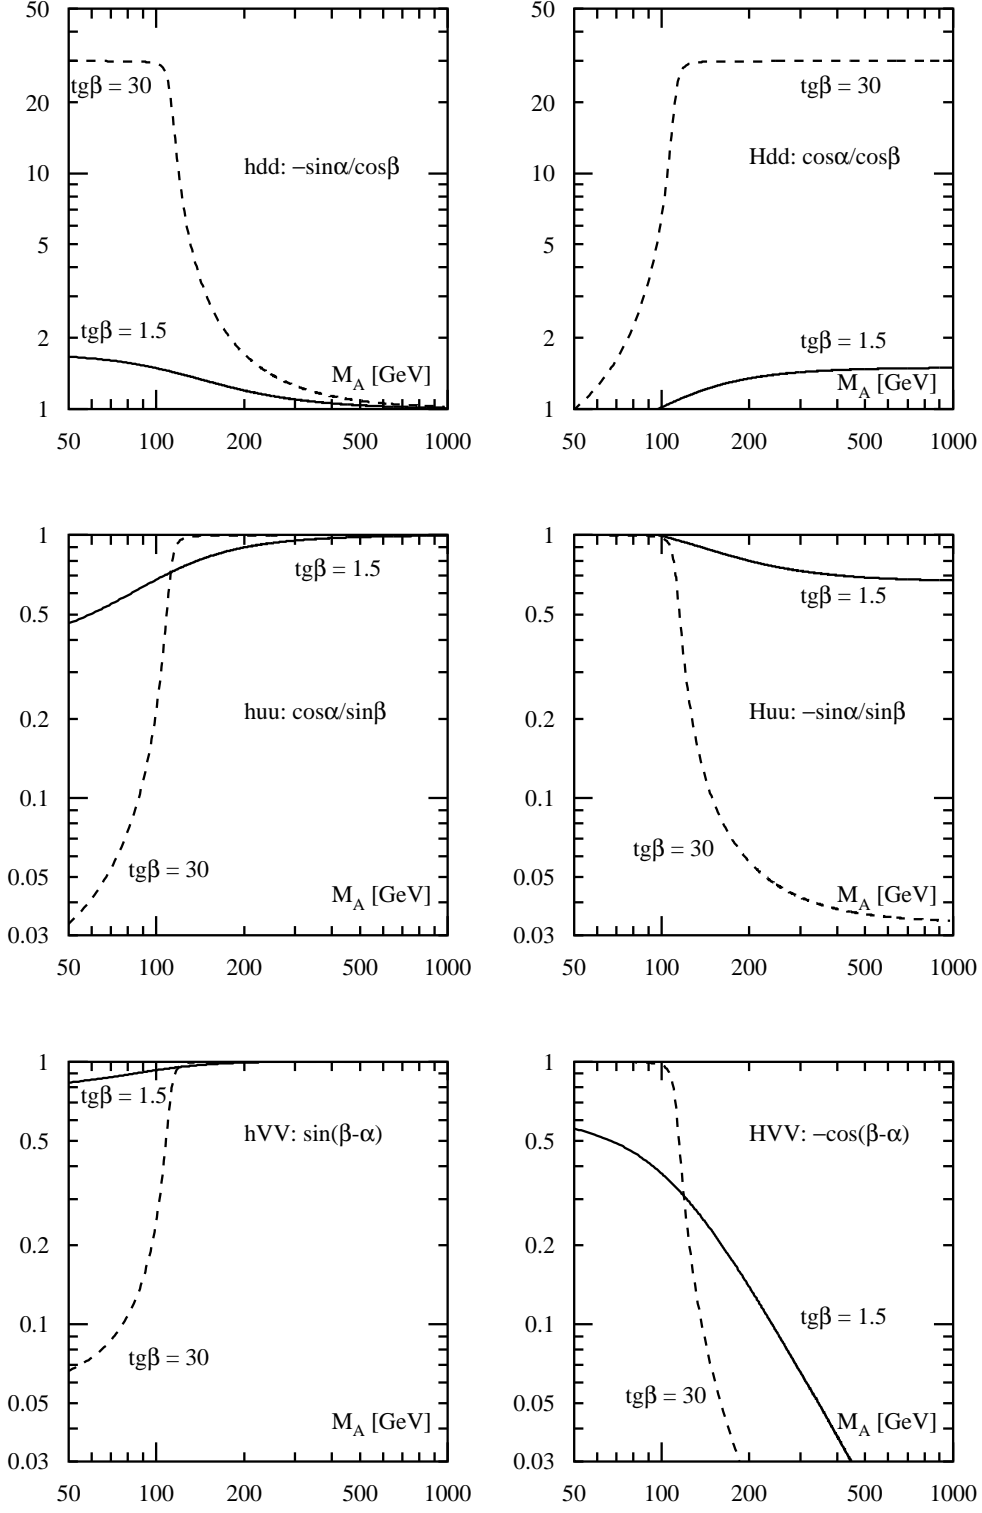 50
20
10
5
2
1
tgβ = 30
hdd: −sinα/cosβ
tgβ = 1.5
M_A [GeV]
50 100 200 500 1000
50
20
10
5
2
1
tgβ = 30
Hdd: cosα/cosβ
tgβ = 1.5
M_A [GeV]
50 100 200 500 1000
1
0.5
0.2
0.1
0.05
0.03
tgβ = 1.5
huu: cosα/sinβ
tgβ = 30
M_A [GeV]
50 100 200 500 1000
1
0.5
0.2
0.1
0.05
0.03
tgβ = 1.5
Huu: −sinα/sinβ
tgβ = 30
M_A [GeV]
50 100 200 500 1000
1
0.5
0.2
0.1
0.05
0.03
tgβ = 1.5
hVV: sin(β-α)
tgβ = 30
M_A [GeV]
50 100 200 500 1000
1
0.5
0.2
0.1
0.05
0.03
HVV: −cos(β-α)
tgβ = 1.5
tgβ = 30
M_A [GeV]
50 100 200 500 1000